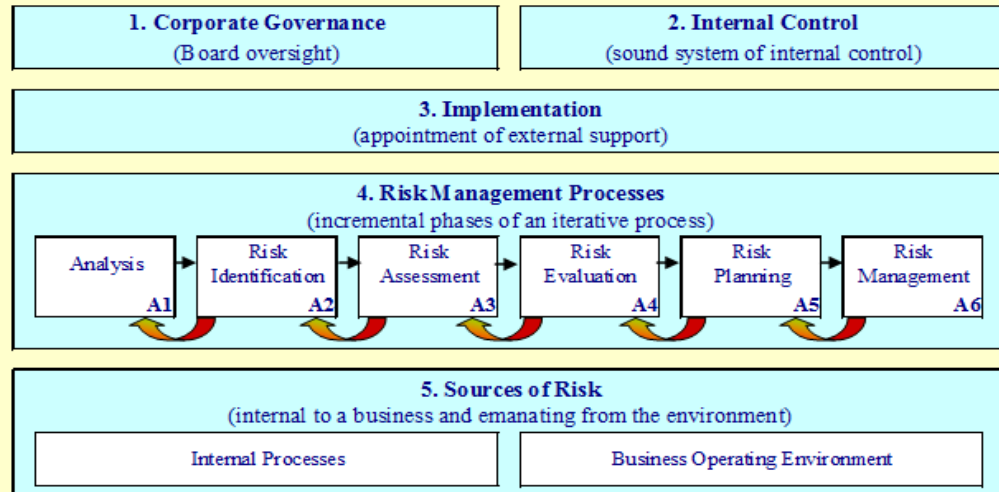 1. Corporate Governance
(Board oversight)
2. Internal Control
(sound system of internal control)
3. Implementation
(appointment of external support)
4. Risk Management Processes
(incremental phases of an iterative process)
Analysis
A1
Risk
Identification
A2
Risk
Assessment
A3
Risk
Evaluation
A4
Risk
Planning
A5
Risk
Management
A6
5. Sources of Risk
(internal to a business and emanating from the environment)
Internal Processes
Business Operating Environment